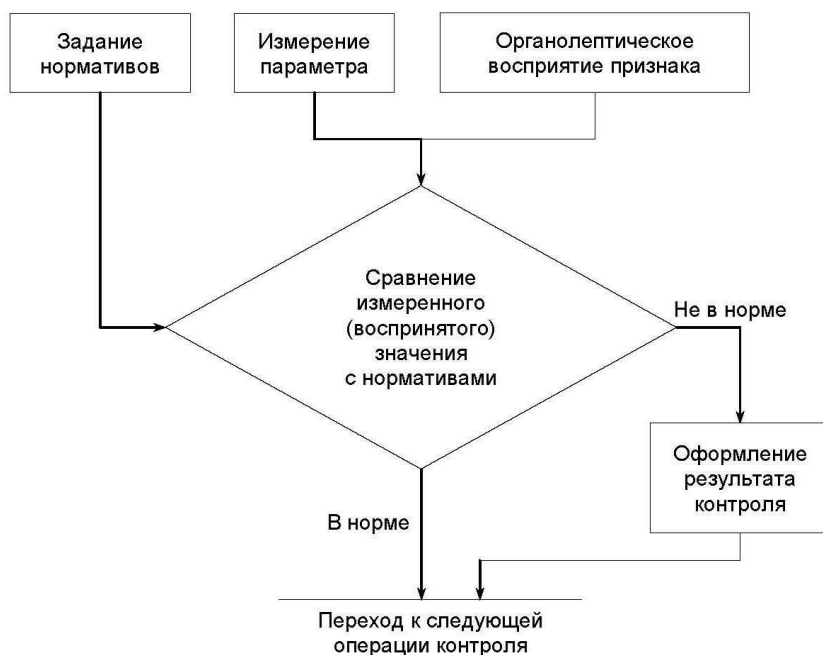 Задание
нормативов
Измерение
параметра
Органолептическое
восприятие признака
Сравнение
измеренного
(воспринятого)
значения
с нормативами
Не в норме
Оформление
результата
контроля
В норме
Переход к следующей
операции контроля